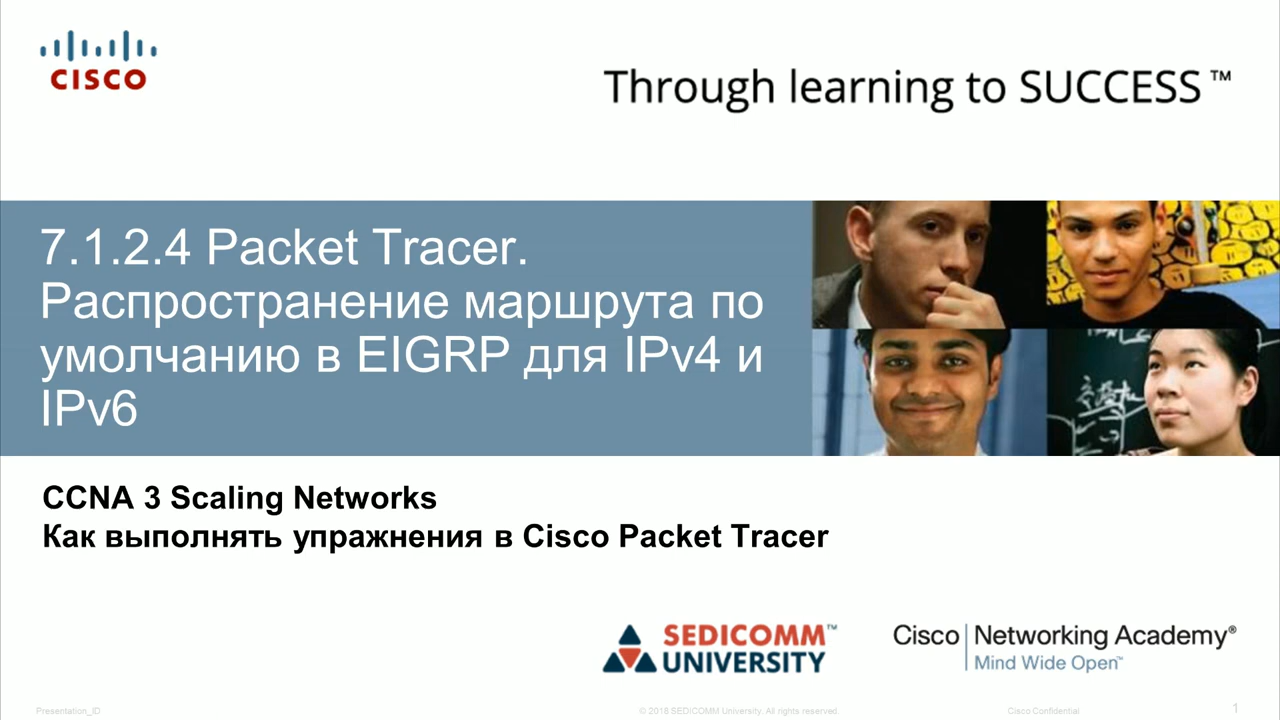 CISCO
Through learning to SUCCESS™
7.1.2.4 Packet Tracer.
Распространение маршрута по
умолчанию в EIGRP для IPv4 и
IPv6
CCNA 3 Scaling Networks
Как выполнять упражнения в Cisco Packet Tracer
SEDICOMM™
UNIVERSITY
Cisco Networking Academy®
Mind Wide Open™
Presentation_ID
© 2018 SEDICOMM University. All rights reserved.
Cisco Confidential
1